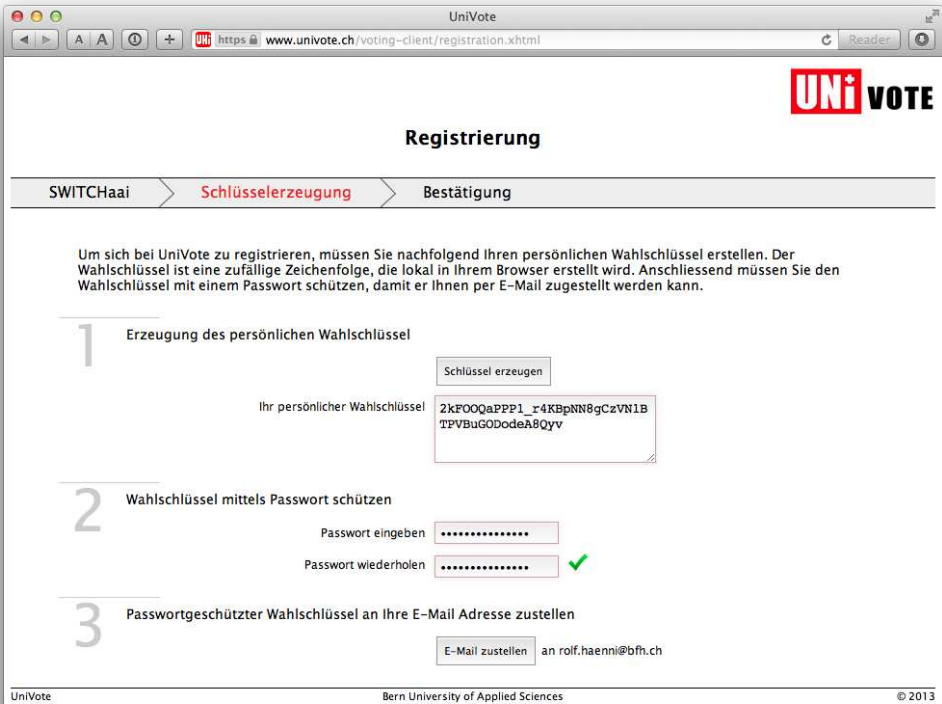 UniVote
A A
https www.univote.ch/voting-client/registration.xhtml
Reader
UNi VOTE
Registrierung
SWITCHaai
Schlüsselerzeugung
Bestätigung
Um sich bei UniVote zu registrieren, müssen Sie nachfolgend Ihren persönlichen Wahlschlüssel erstellen. Der
Wahlschlüssel ist eine zufällige Zeichenfolge, die lokal in Ihrem Browser erstellt wird. Anschliessend müssen Sie den
Wahlschlüssel mit einem Passwort schützen, damit er Ihnen per E-Mail zugestellt werden kann.
1
Erzeugung des persönlichen Wahlschlüssel
Schlüssel erzeugen
Ihr persönlicher Wahlschlüssel
2kFOOQaPPP1_r4KBpNN8gCzVN1B
TPVBuGODodeA8Qyv
2
Wahlschlüssel mittels Passwort schützen
Passwort eingeben
Passwort wiederholen
3
Passwortgeschützter Wahlschlüssel an Ihre E-Mail Adresse zustellen
E-Mail zustellen an rolf.haenni@bfh.ch
UniVote
Bern University of Applied Sciences
© 2013